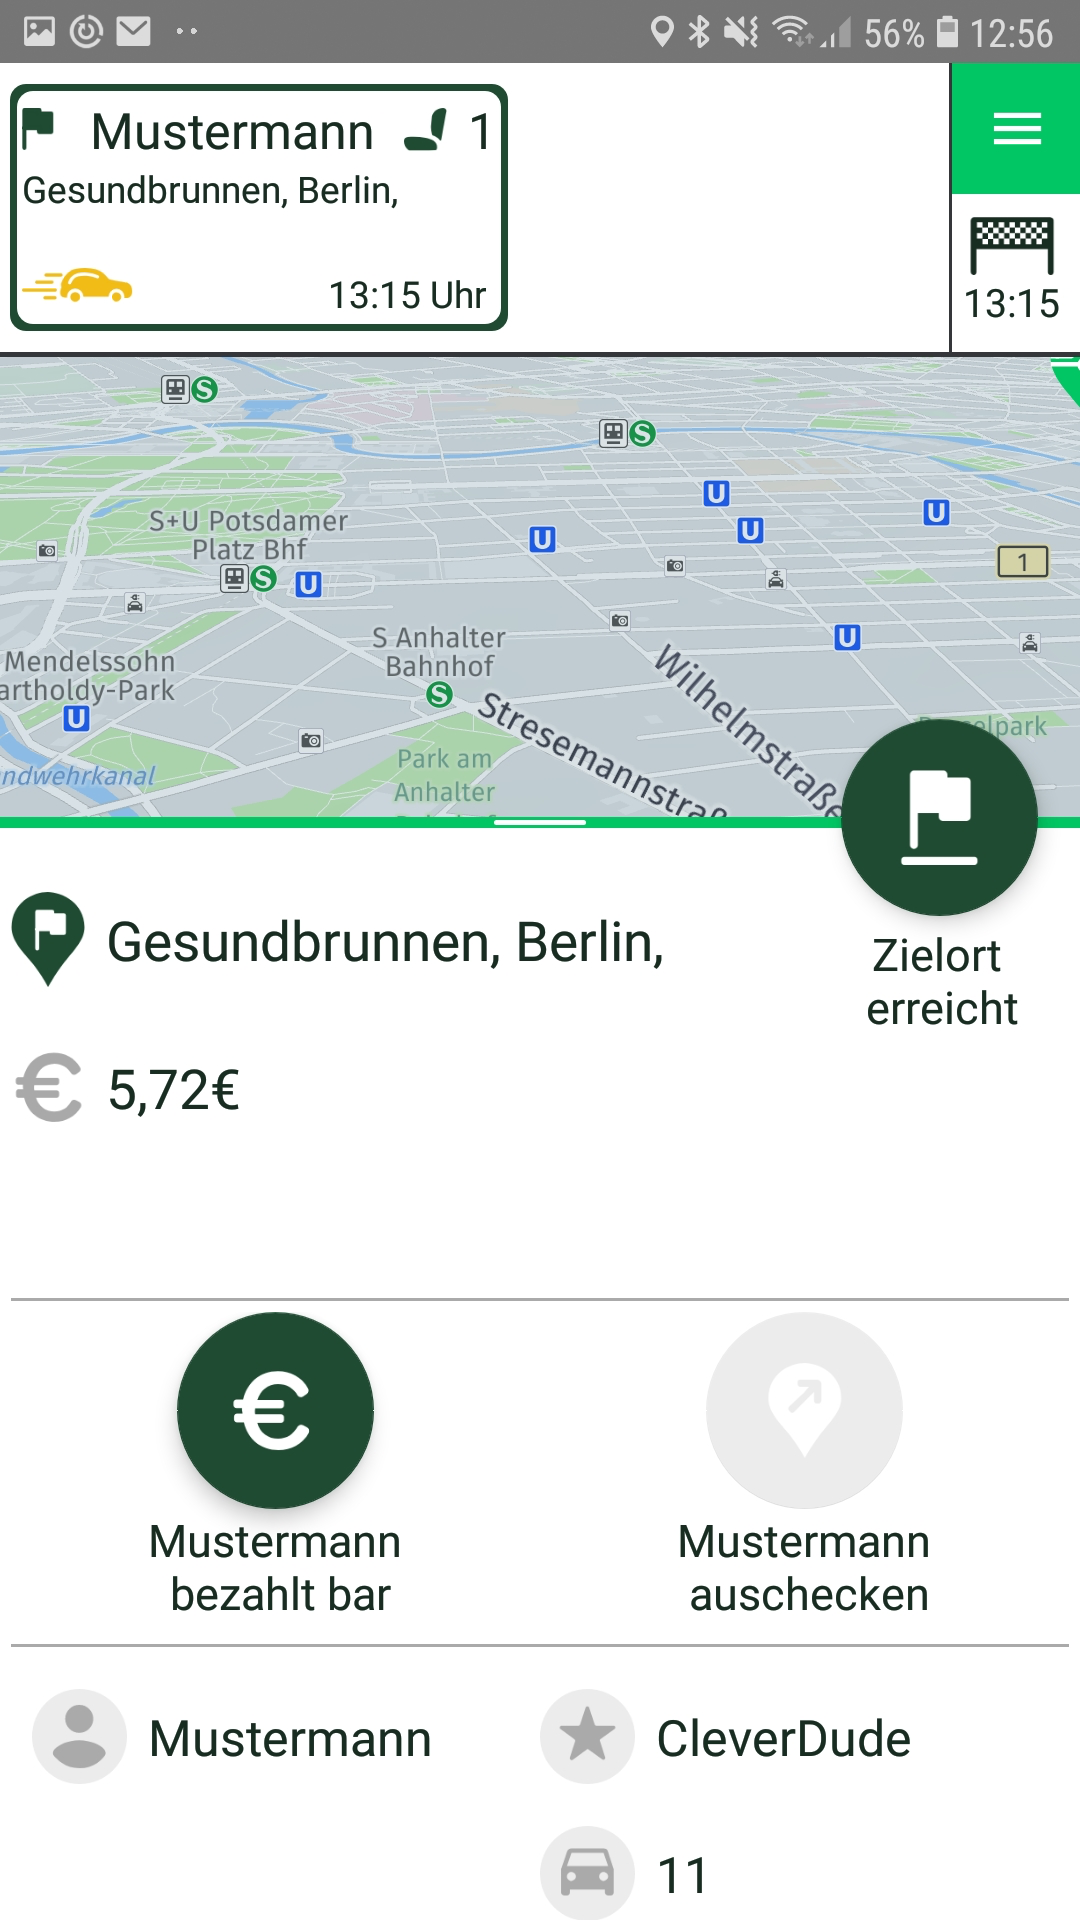 56% 12:56
Mustermann 1
Gesundbrunnen, Berlin,
13:15 Uhr
13:15
S
S
U
U
U
U
S+U Potsdamer
Platz Bhf
S U
1
S Anhalter
Bahnhof
S
U
Mendelssohn
artholdy-Park
U
Wilhelmstraße
Stresemannstraß
Park am
Anhalter
ndwehrkanal
elpark
Gesundbrunnen, Berlin,
Zielort
erreicht
€ 5,72€
€
Mustermann
bezahlt bar
Mustermann
auschecken
Mustermann
CleverDude
11